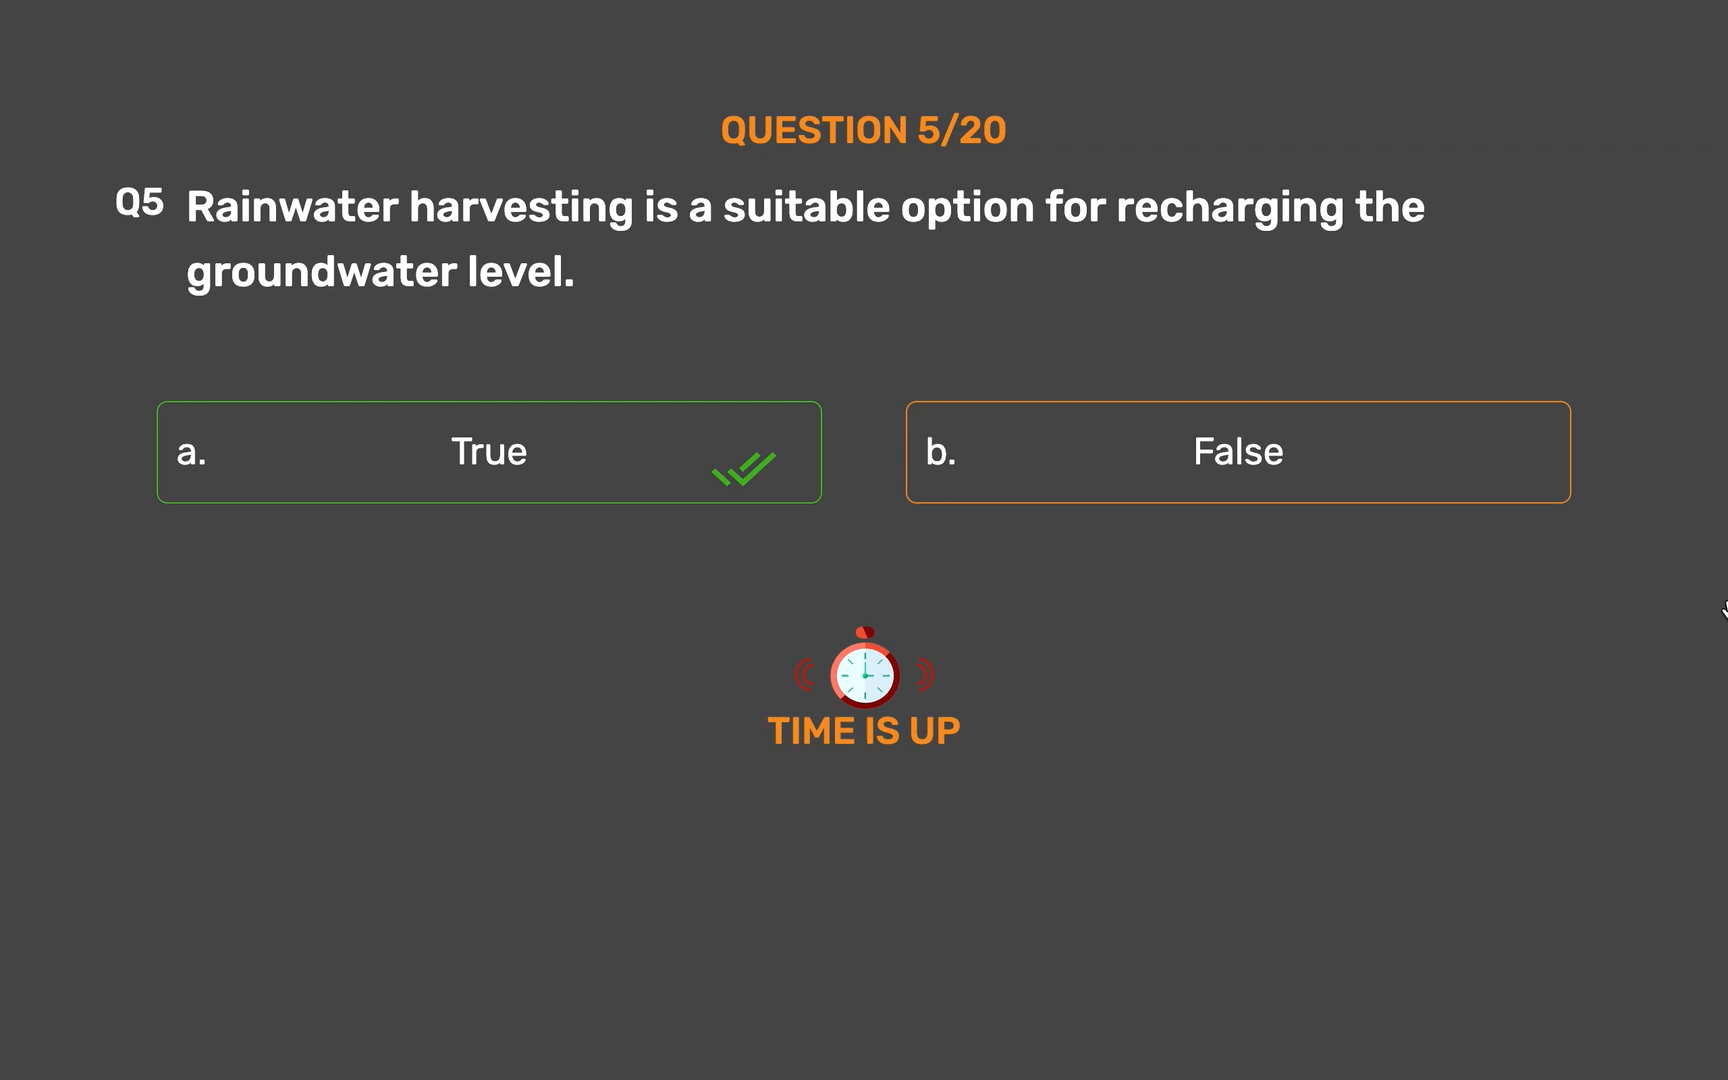 QUESTION 5/20
Q5 Rainwater harvesting is a suitable option for recharging the
groundwater level.
a. True
b. False
TIME IS UP